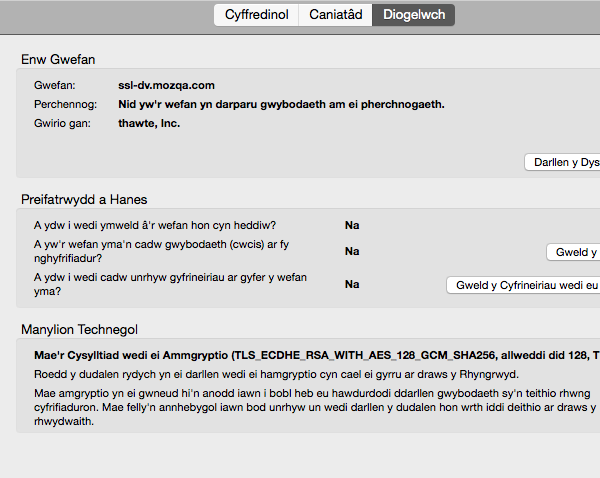 Cyffredinol Caniatâd Diogelwch
Enw Gwefan
Gwefan: ssl-dv.mozqa.com
Perchennog: Nid yw'r wefan yn darparu gwybodaeth am ei pherchnogaeth.
Gwirio gan: thawte, Inc.
Darllen y Dys
Preifatrwydd a Hanes
A ydw i wedi ymweld â'r wefan hon cyn heddiw? Na
A yw'r wefan yma'n cadw gwybodaeth (cwcis) ar fy
nghyfrifiadur? Na Gweld y
A ydw i wedi cadw unrhyw gyfrineiriau ar gyfer y wefan
yma? Na Gweld y Cyfrineiriau wedi eu
Manylion Technegol
Mae'r Cysylltiad wedi ei Ammgryptio (TLS_ECDHE_RSA_WITH_AES_128_GCM_SHA256, allweddi did 128, T
Roedd y dudalen rydych yn ei darllen wedi ei hamgryptio cyn cael ei gyrru ar draws y Rhyngrwyd.
Mae amgryptio yn ei gwneud hi'n anodd iawn i bobl heb eu hawdurdodi ddarllen gwybodaeth sy'n teithio rhwng
cyfrifiaduron. Mae felly'n annhebygol iawn bod unrhyw un wedi darllen y dudalen hon wrth iddi deithio ar draws y
rhwydwaith.